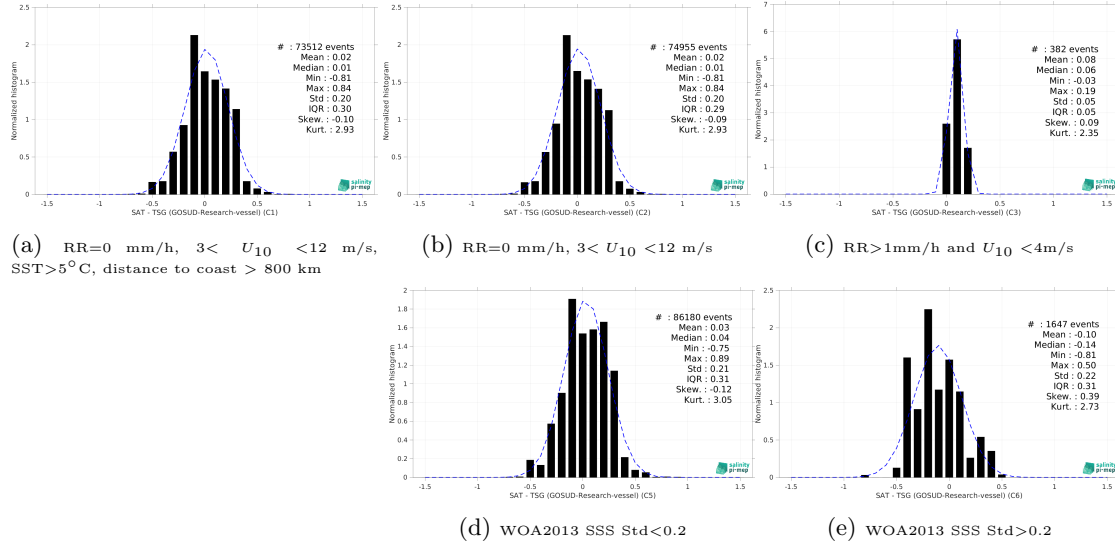 2.5
2
1.5
1
0.5
0
Normalized histogram
-1.5
-1
-0.5
0
0.5
1
1.5
SAT - TSG (GOSUD-Research-vessel) (C1)
# : 73512 events
Mean : 0.02
Median : 0.01
Min : -0.81
Max : 0.84
Std : 0.20
IQR : 0.30
Skew. : -0.10
Kurt. : 2.93
salinity
pi-mep
(a) RR=0 mm/h, 3< U10 <12 m/s,
SST>5°C, distance to coast > 800 km
2.5
2
1.5
1
0.5
0
Normalized histogram
-1.5
-1
-0.5
0
0.5
1
1.5
SAT - TSG (GOSUD-Research-vessel) (C2)
# : 74955 events
Mean : 0.02
Median : 0.01
Min : -0.81
Max : 0.84
Std : 0.20
IQR : 0.29
Skew. : -0.09
Kurt. : 2.93
salinity
pi-mep
(b) RR=0 mm/h, 3< U10 <12 m/s
7
6
5
4
3
2
1
0
Normalized histogram
-1.5
-1
-0.5
0
0.5
1
1.5
SAT - TSG (GOSUD-Research-vessel) (C3)
# : 382 events
Mean : 0.08
Median : 0.06
Min : -0.03
Max : 0.19
Std : 0.05
IQR : 0.05
Skew. : 0.09
Kurt. : 2.35
salinity
pi-mep
(c) RR>1mm/h and U10 <4m/s
2
1.8
1.6
1.4
1.2
1
0.8
0.6
0.4
0.2
0
Normalized histogram
-1.5
-1
-0.5
0
0.5
1
1.5
SAT - TSG (GOSUD-Research-vessel) (C5)
# : 86180 events
Mean : 0.03
Median : 0.04
Min : -0.75
Max : 0.89
Std : 0.21
IQR : 0.31
Skew. : -0.12
Kurt. : 3.05
salinity
pi-mep
(d) WOA2013 SSS Std<0.2
2.5
2
1.5
1
0.5
0
Normalized histogram
-1.5
-1
-0.5
0
0.5
1
1.5
SAT - TSG (GOSUD-Research-vessel) (C6)
# : 1647 events
Mean : -0.10
Median : -0.14
Min : -0.81
Max : 0.50
Std : 0.22
IQR : 0.31
Skew. : 0.39
Kurt. : 2.73
salinity
pi-mep
(e) WOA2013 SSS Std>0.2